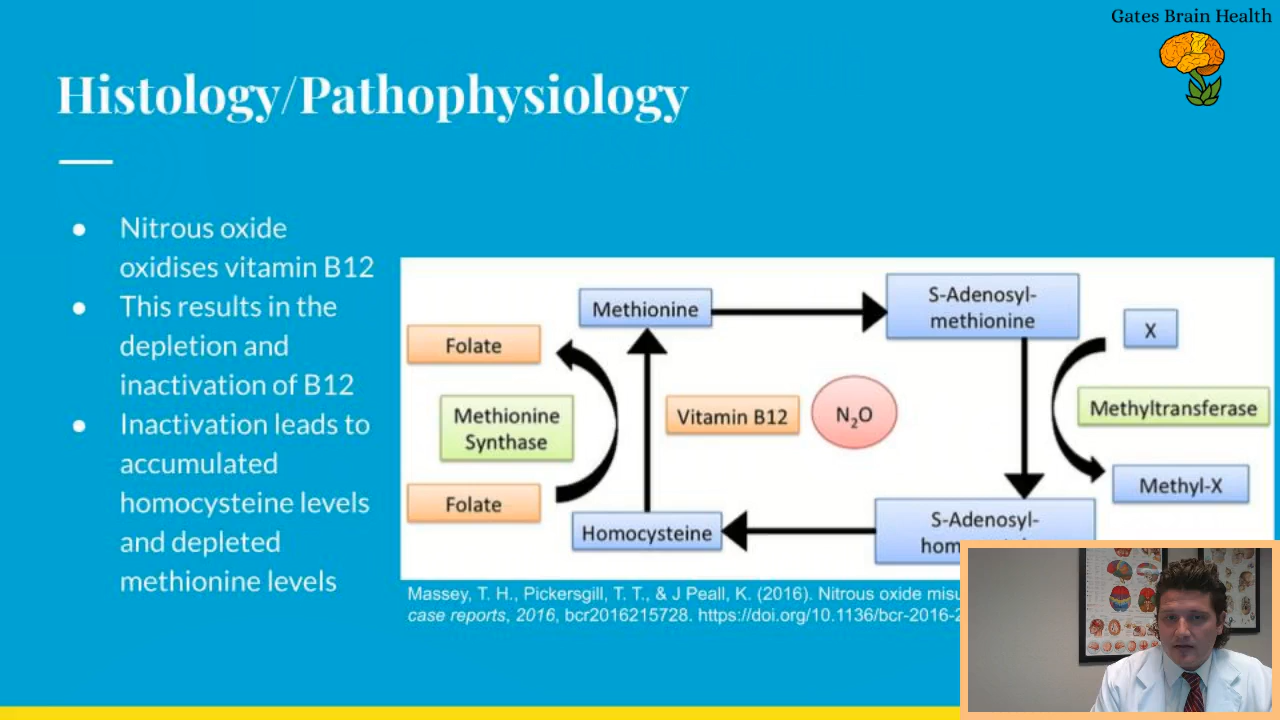 Gates Brain Health
Histology/Pathophysiology
● Nitrous oxide
oxidises vitamin B12
● This results in the
depletion and
inactivation of B12
● Inactivation leads to
accumulated
homocysteine levels
and depleted
methionine levels
Methionine
S-Adenosyl-
methionine
X
Folate
Methionine
Synthase
Vitamin B12
N₂O
Methyltransferase
Folate
Methyl-X
Homocysteine
S-Adenosyl-
Massey, T. H., Pickersgill, T. T., & J Peall, K. (2016). Nitrous oxide
case reports, 2016, bcr2016215728. https://doi.org/10.1136/bcr-2016-